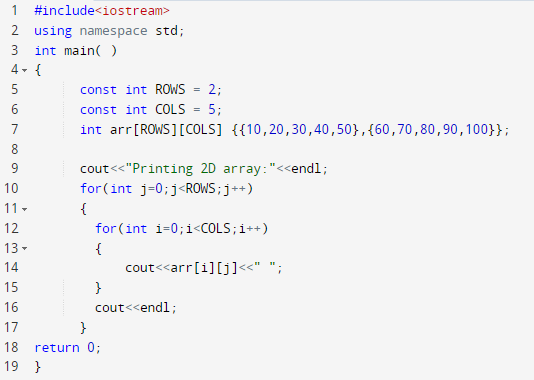 1 #include<iostream>
2 using namespace std;
3 int main( )
4 {
5 const int ROWS = 2;
6 const int COLS = 5;
7 int arr[ROWS][COLS] {{10,20,30,40,50},{60,70,80,90,100}};
8
9 cout<<"Printing 2D array:"<<endl;
10 for(int j=0;j<ROWS;j++)
11 {
12 for(int i=0;i<COLS;i++)
13 {
14 cout<<arr[i][j]<<" ";
15 }
16 cout<<endl;
17 }
18 return 0;
19 }